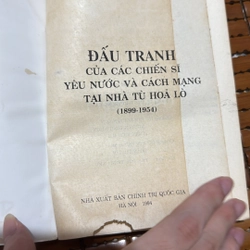 ĐẤU TRANH
CỦA CÁC CHIẾN SĨ
YÊU NƯỚC VÀ CÁCH MẠNG
TẠI NHÀ TÙ HOẢ LÒ
(1899-1954)
NHÀ XUẤT BẢN CHÍNH TRỊ QUỐC GIA
HÀ NỘI - 1994